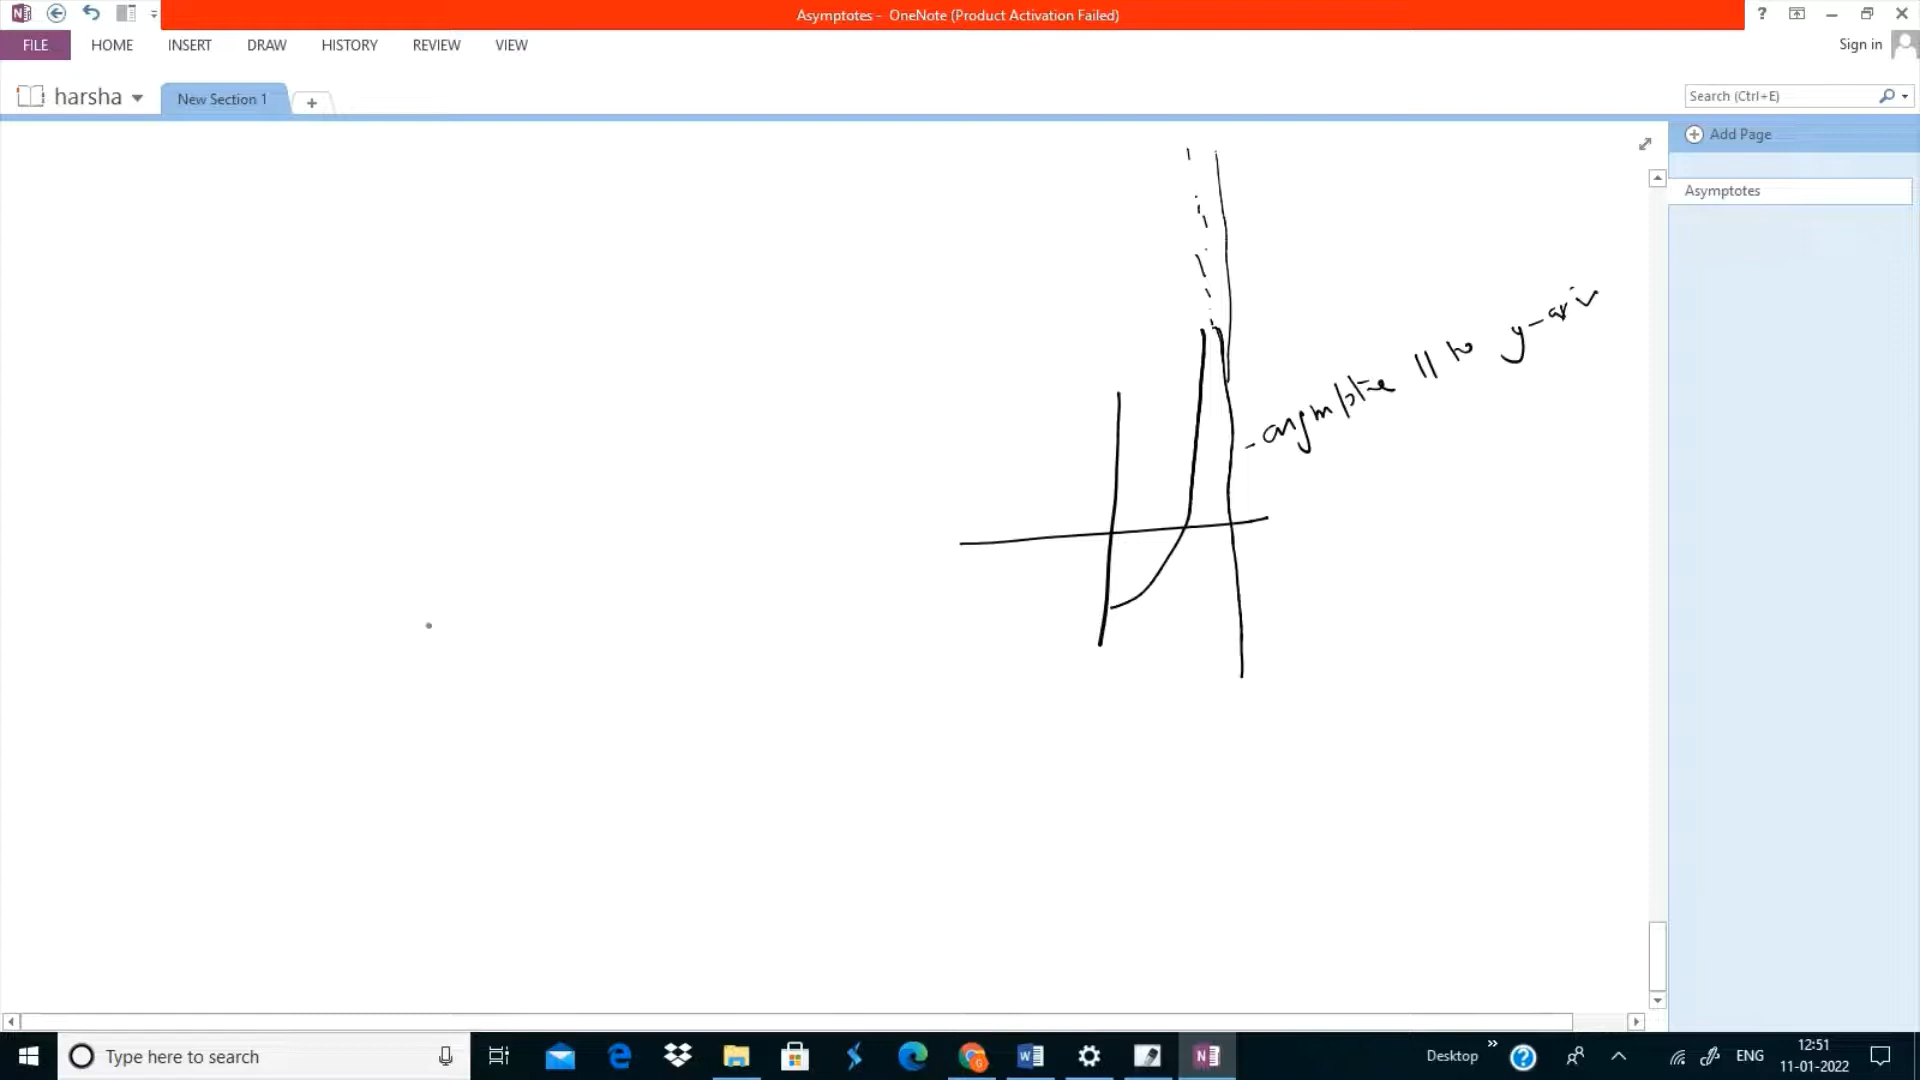 Asymptotes - OneNote (Product Activation Failed)
FILE HOME INSERT DRAW HISTORY REVIEW VIEW
Sign in
harsha New Section 1
Search (Ctrl+E)
Add Page
Asymptotes
|| to y-axis
Type here to search
Desktop
ENG
12:51
11-01-2022